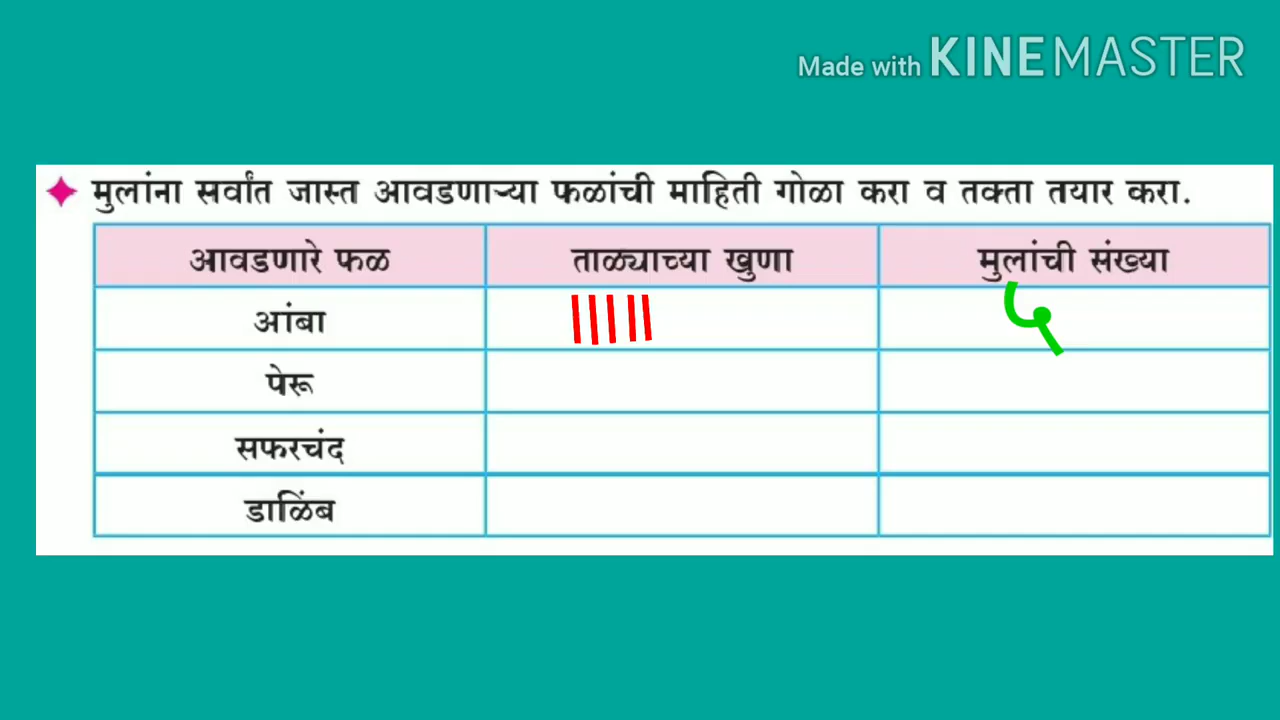 Made with KINEMASTER
मुलांना सर्वांत जास्त आवडणाऱ्या फळांची माहिती गोळा करा व तक्ता तयार करा.
आवडणारे फळ ताळ्याच्या खुणा मुलांची संख्या
आंबा ||||| ५
पेरू
सफरचंद
डाळिंब